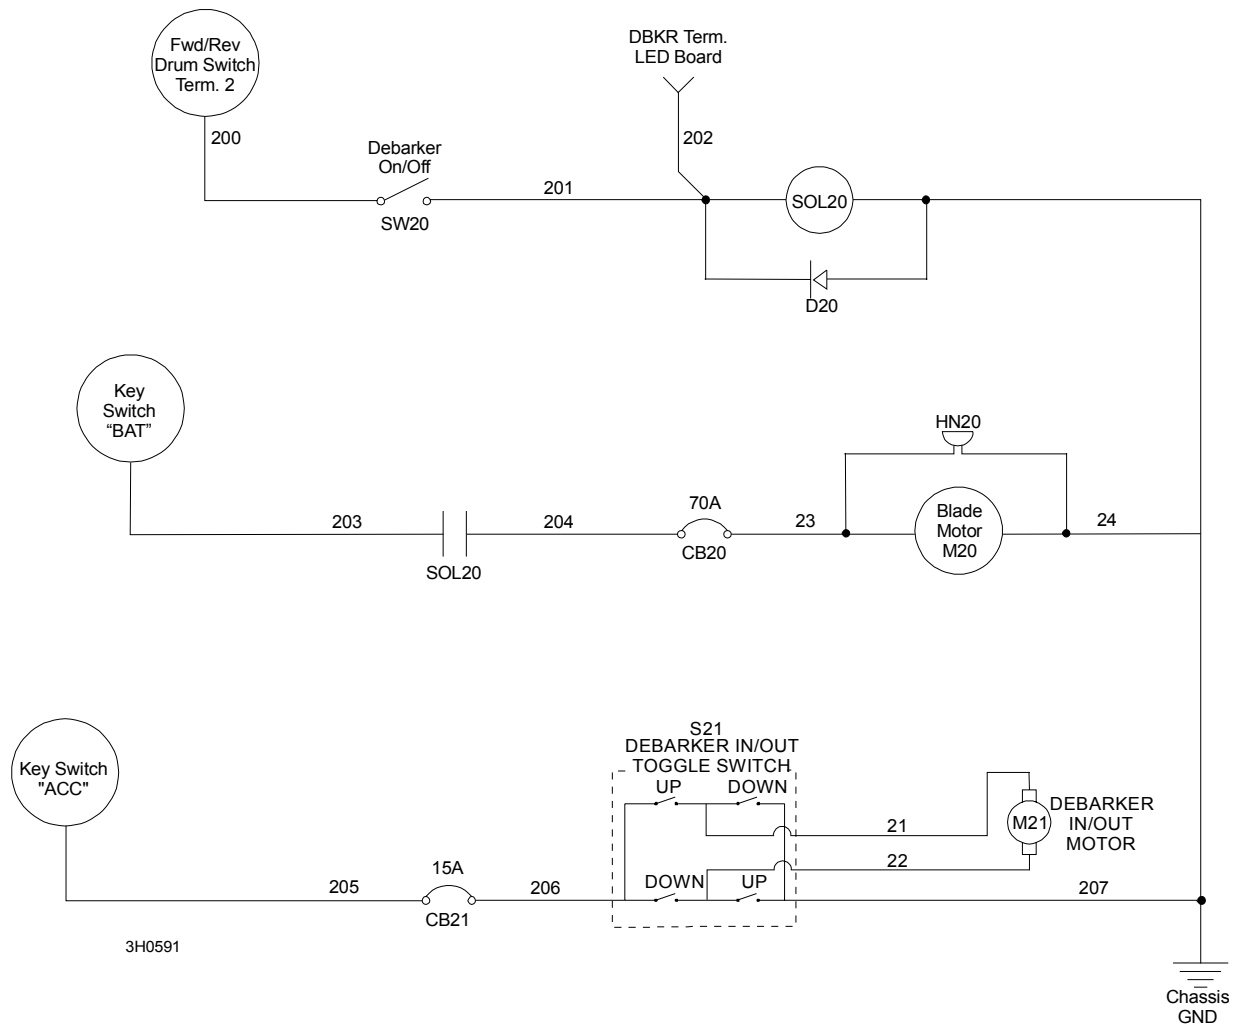 Fwd/Rev
Drum Switch
Term. 2
200
Debarker
On/Off
SW20
201
DBKR Term.
LED Board
202
SOL20
D20
Key
Switch
“BAT”
203
SOL20
204
70A
CB20
23
HN20
Blade
Motor
M20
24
Key Switch
"ACC"
205
15A
CB21
206
S21
DEBARKER IN/OUT
TOGGLE SWITCH
UP
DOWN
DOWN
UP
21
22
M21
DEBARKER
IN/OUT
MOTOR
207
3H0591
Chassis
GND